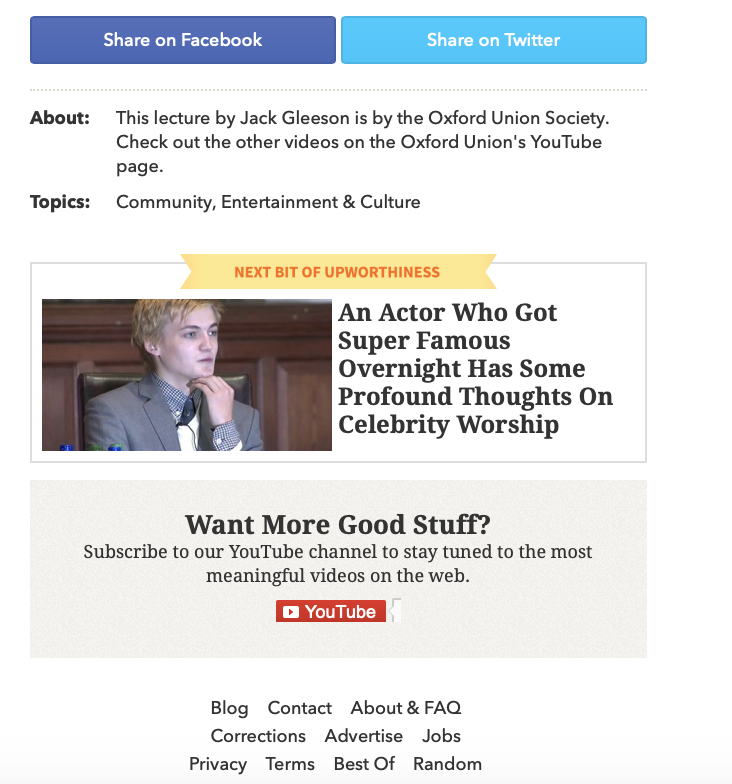 Share on Facebook Share on Twitter
About: This lecture by Jack Gleeson is by the Oxford Union Society.
Check out the other videos on the Oxford Union's YouTube
page.
Topics: Community, Entertainment & Culture
NEXT BIT OF UPWORTHINESS
An Actor Who Got
Super Famous
Overnight Has Some
Profound Thoughts On
Celebrity Worship
Want More Good Stuff?
Subscribe to our YouTube channel to stay tuned to the most
meaningful videos on the web.
YouTube
Blog Contact About & FAQ
Corrections Advertise Jobs
Privacy Terms Best Of Random